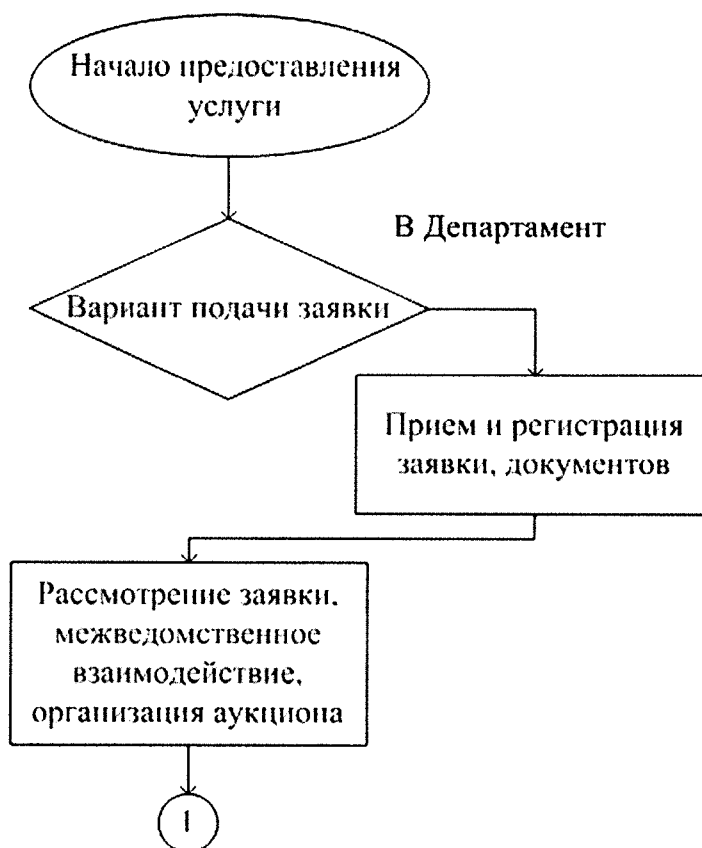 Начало предоставления
услуги
В Департамент
Вариант подачи заявки
Прием и регистрация
заявки, документов
Рассмотрение заявки,
межведомственное
взаимодействие,
организация аукциона
1